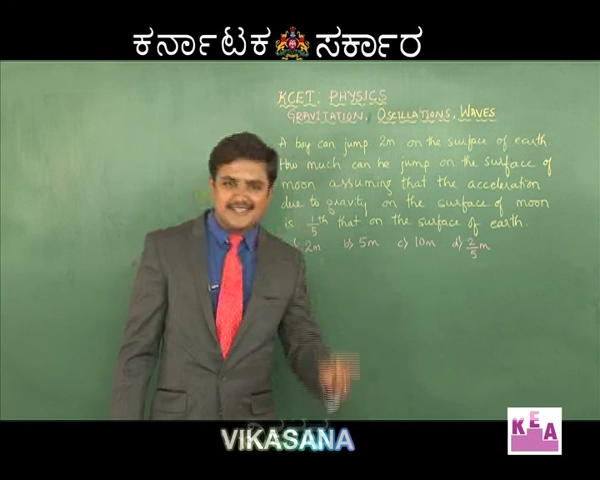 ಕರ್ನಾಟಕ ಸರ್ಕಾರ
KCET: PHYSICS
GRAVITATION, OSCILLATIONS, WAVES
A boy can jump 2m on the surface of earth.
How much can he jump on the surface of
moon assuming that the acceleration
due to gravity on the surface of moon
is 1/5 th that on the surface of earth.
2m b) 5m c) 10m d) 2/5 m
VIKASANA
KEA